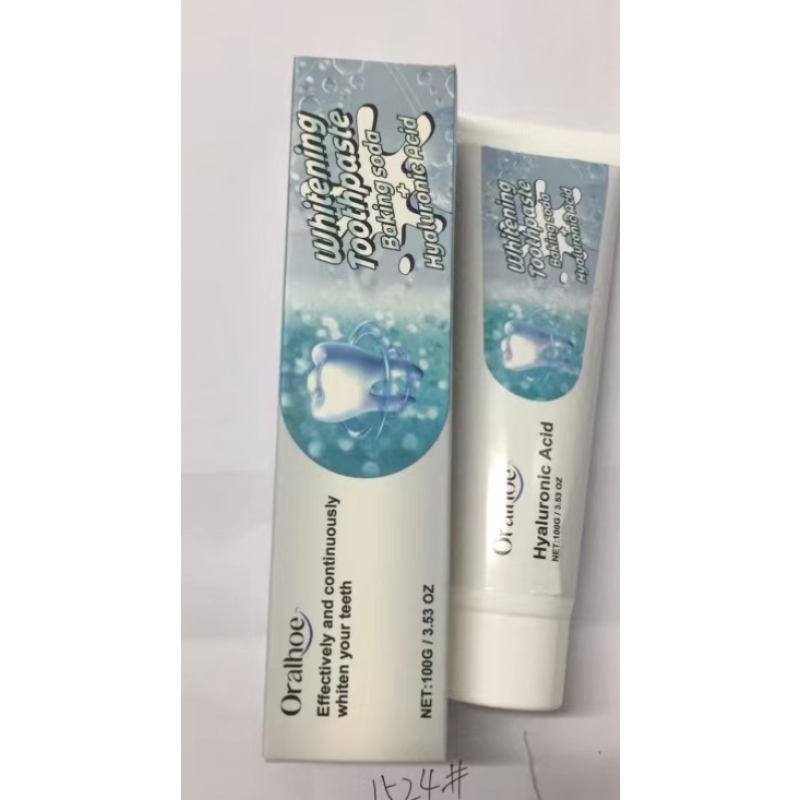 Whitening
Toothpaste
Baking soda
+
Hyaluronic Acid
Oralhoe
Effectively and continuously
whiten your teeth
NET:100G / 3.53 OZ
Whitening
Toothpaste
Baking soda
+
Hyaluronic Acid
Oralhoe
Hyaluronic Acid
NET:100G / 3.53 OZ
1524#